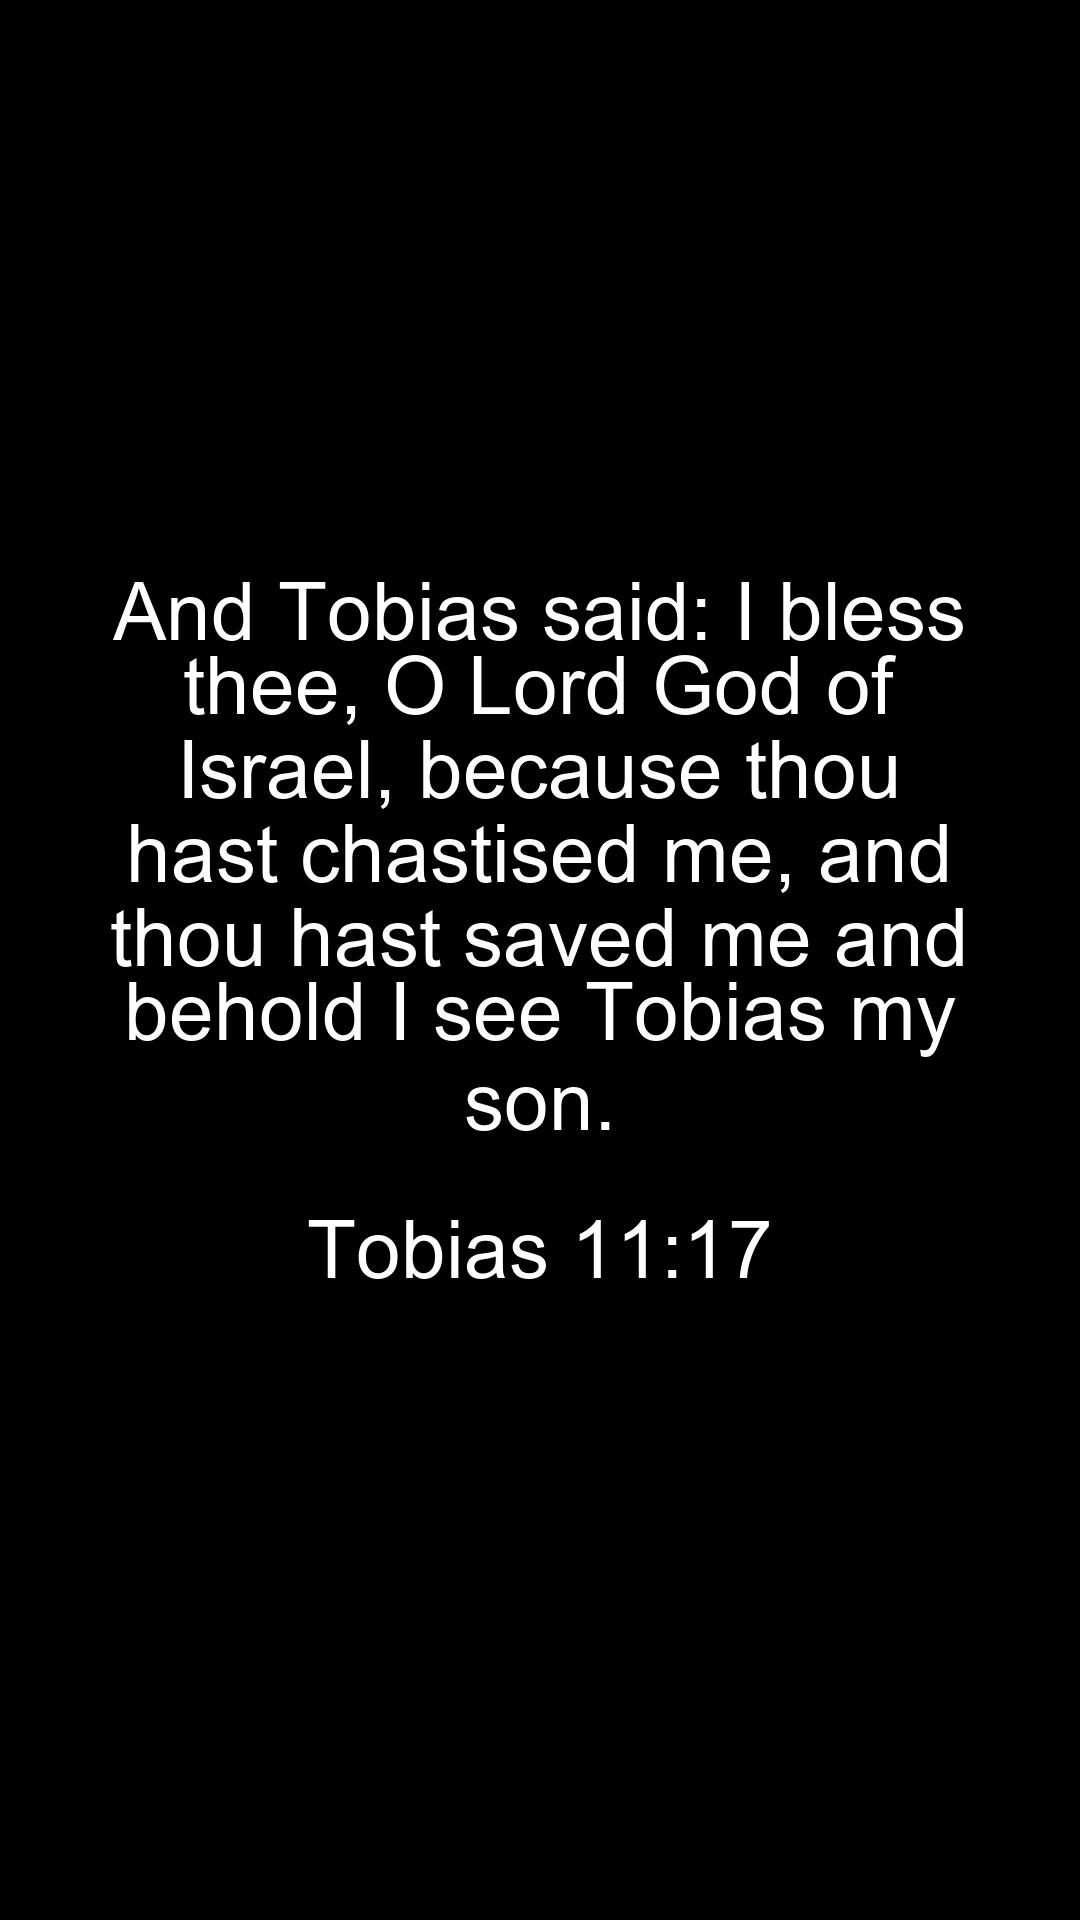 And Tobias said: I bless
thee, O Lord God of
Israel, because thou
hast chastised me, and
thou hast saved me and
behold I see Tobias my
son.
Tobias 11:17